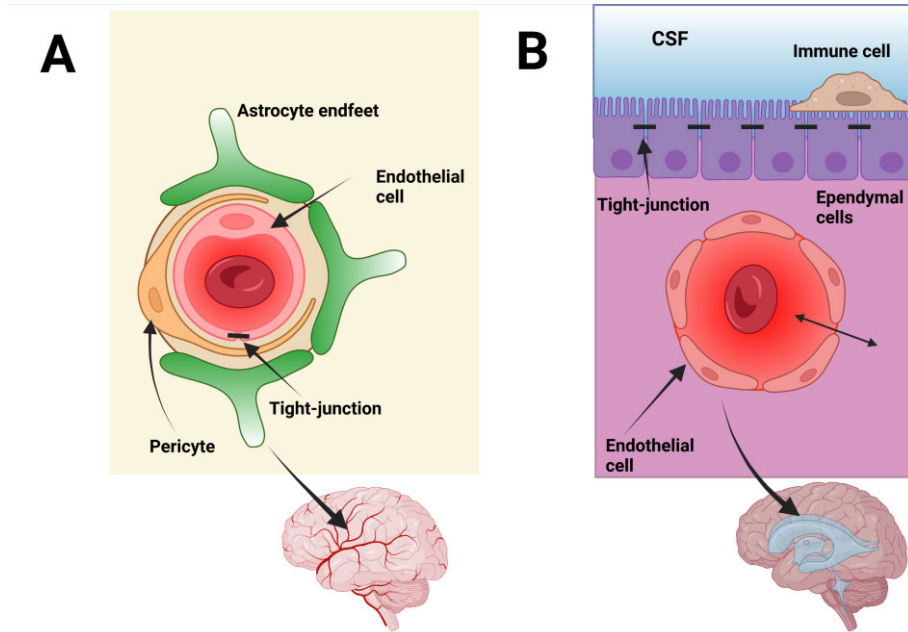 A
Astrocyte endfeet
Endothelial
cell
Tight-junction
Pericyte
B
CSF
Immune cell
Tight-junction
Ependymal
cells
Endothelial
cell